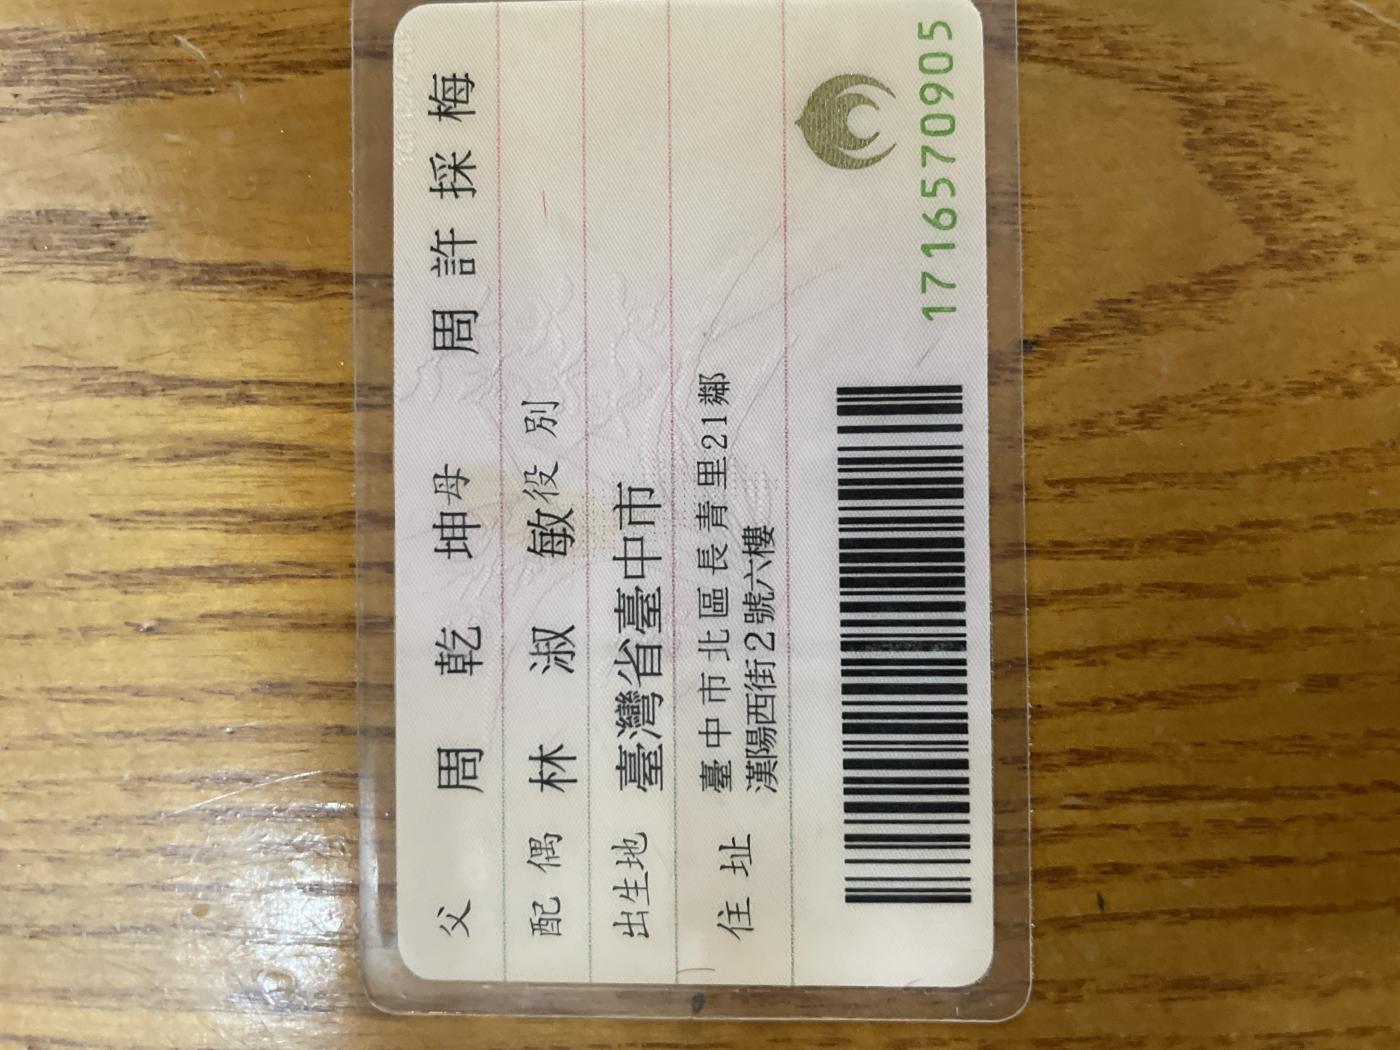 父 周乾坤 母 周許採梅
配偶 林淑敏 役別
出生地 臺灣省臺中市
住址 臺中市北區長青里21鄰
漢陽西街2號六樓
1716570905